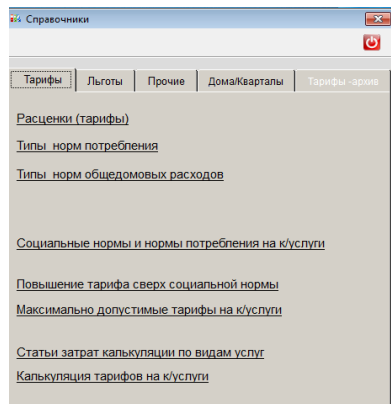 Справочники
Тарифы Льготы Прочие Дома/Кварталы Тарифы -архив
Расценки (тарифы)
Типы норм потребления
Типы норм общедомовых расходов
Социальные нормы и нормы потребления на к/услуги
Повышение тарифа сверх социальной нормы
Максимально допустимые тарифы на к/услуги
Статьи затрат калькуляции по видам услуг
Калькуляция тарифов на к/услуги